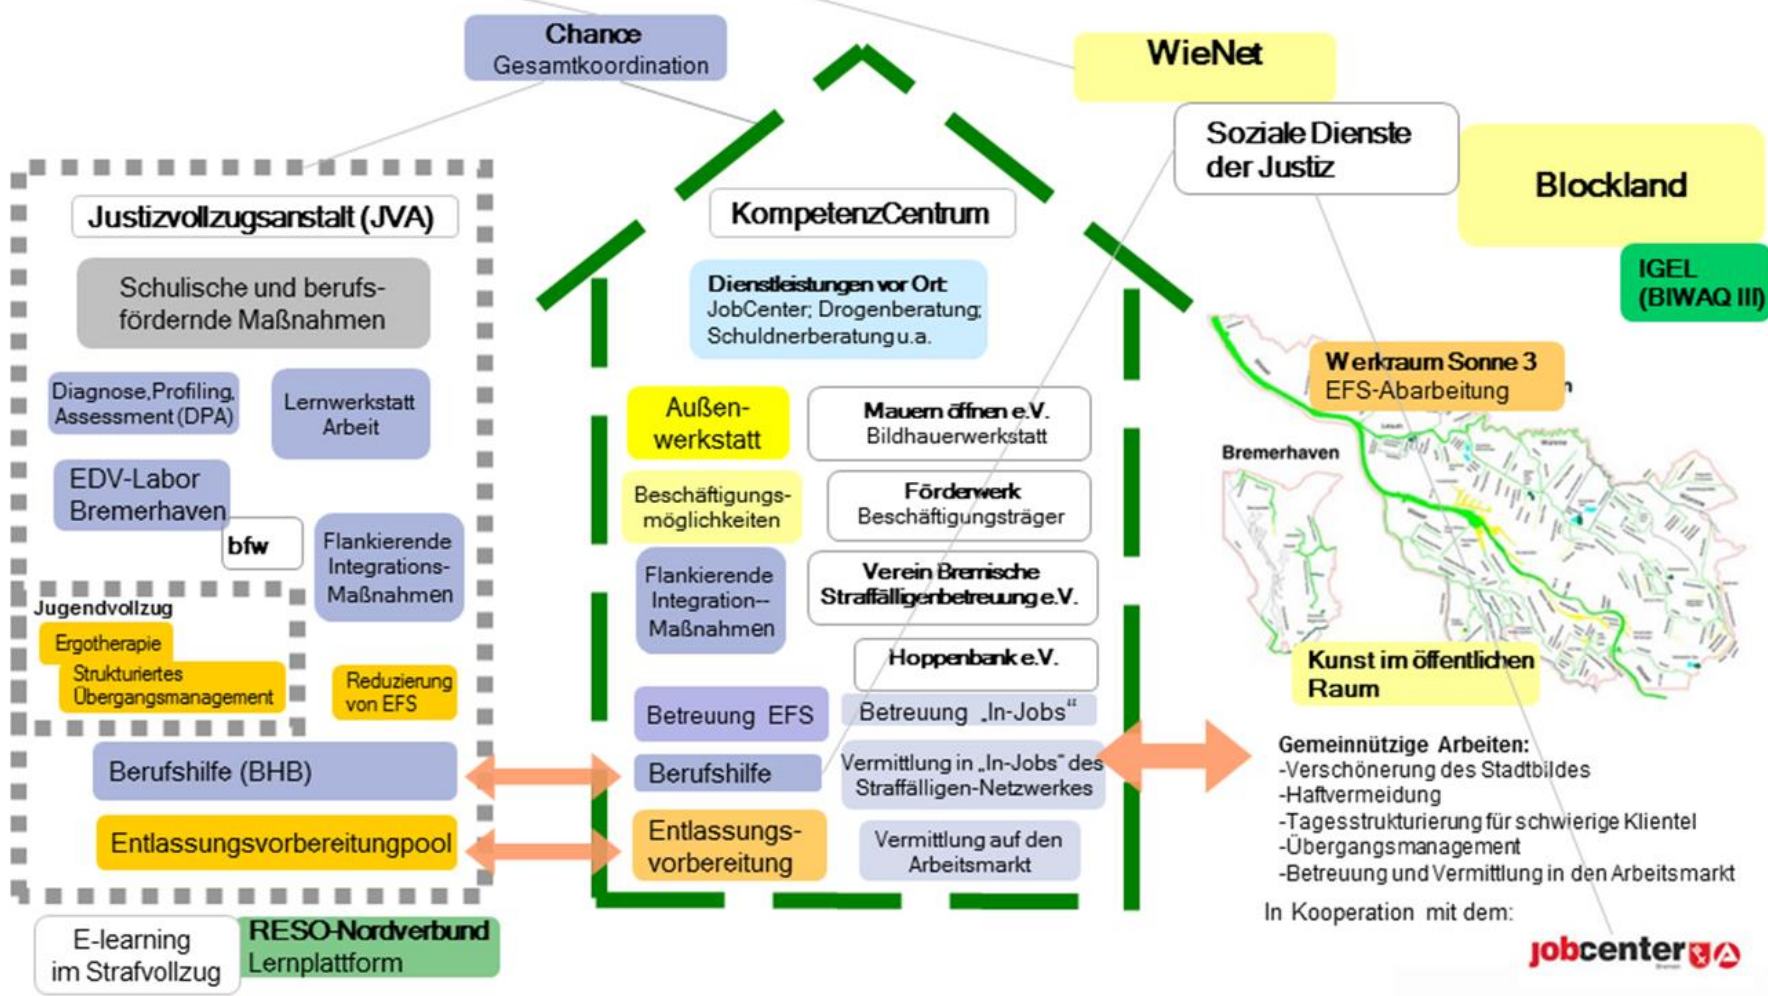 Chance
Gesamtkoordination
WieNet
Soziale Dienste
der Justiz
Blockland
IGEL
(BIWAQ III)
Justizvollzugsanstalt (JVA)
Schulische und berufs-
fördernde Maßnahmen
Diagnose, Profiling,
Assessment (DPA)
Lernwerkstatt
Arbeit
EDV-Labor
Bremerhaven
bfw
Flankierende
Integrations-
Maßnahmen
Jugendvollzug
Ergotherapie
Strukturiertes
Übergangsmanagement
Reduzierung
von EFS
Berufshilfe (BHB)
Entlassungsvorbereitungpool
E-learning
im Strafvollzug
RESO-Nordverbund
Lernplattform
KompetenzCentrum
Dienstleistungen vor Ort:
JobCenter; Drogenberatung;
Schuldnerberatung u.a.
Außen-
werkstatt
Mauern öffnen e.V.
Bildhauerwerkstatt
Beschäftigungs-
möglichkeiten
Förderwerk
Beschäftigungsträger
Flankierende
Integration--
Maßnahmen
Verein Bremische
Straffälligenbetreuung e.V.
Hoppenbank e.V.
Betreuung EFS
Betreuung „In-Jobs“
Berufshilfe
Vermittlung in „In-Jobs“ des
Straffälligen-Netzwerkes
Entlassungs-
vorbereitung
Vermittlung auf den
Arbeitsmarkt
Werkraum Sonne 3
EFS-Abarbeitung
Bremerhaven
Kunst im öffentlichen
Raum
Gemeinnützige Arbeiten:
-Verschönerung des Stadtbildes
-Haftvermeidung
-Tagesstrukturierung für schwierige Klientel
-Übergangsmanagement
-Betreuung und Vermittlung in den Arbeitsmarkt
In Kooperation mit dem:
jobcenter
Bremen